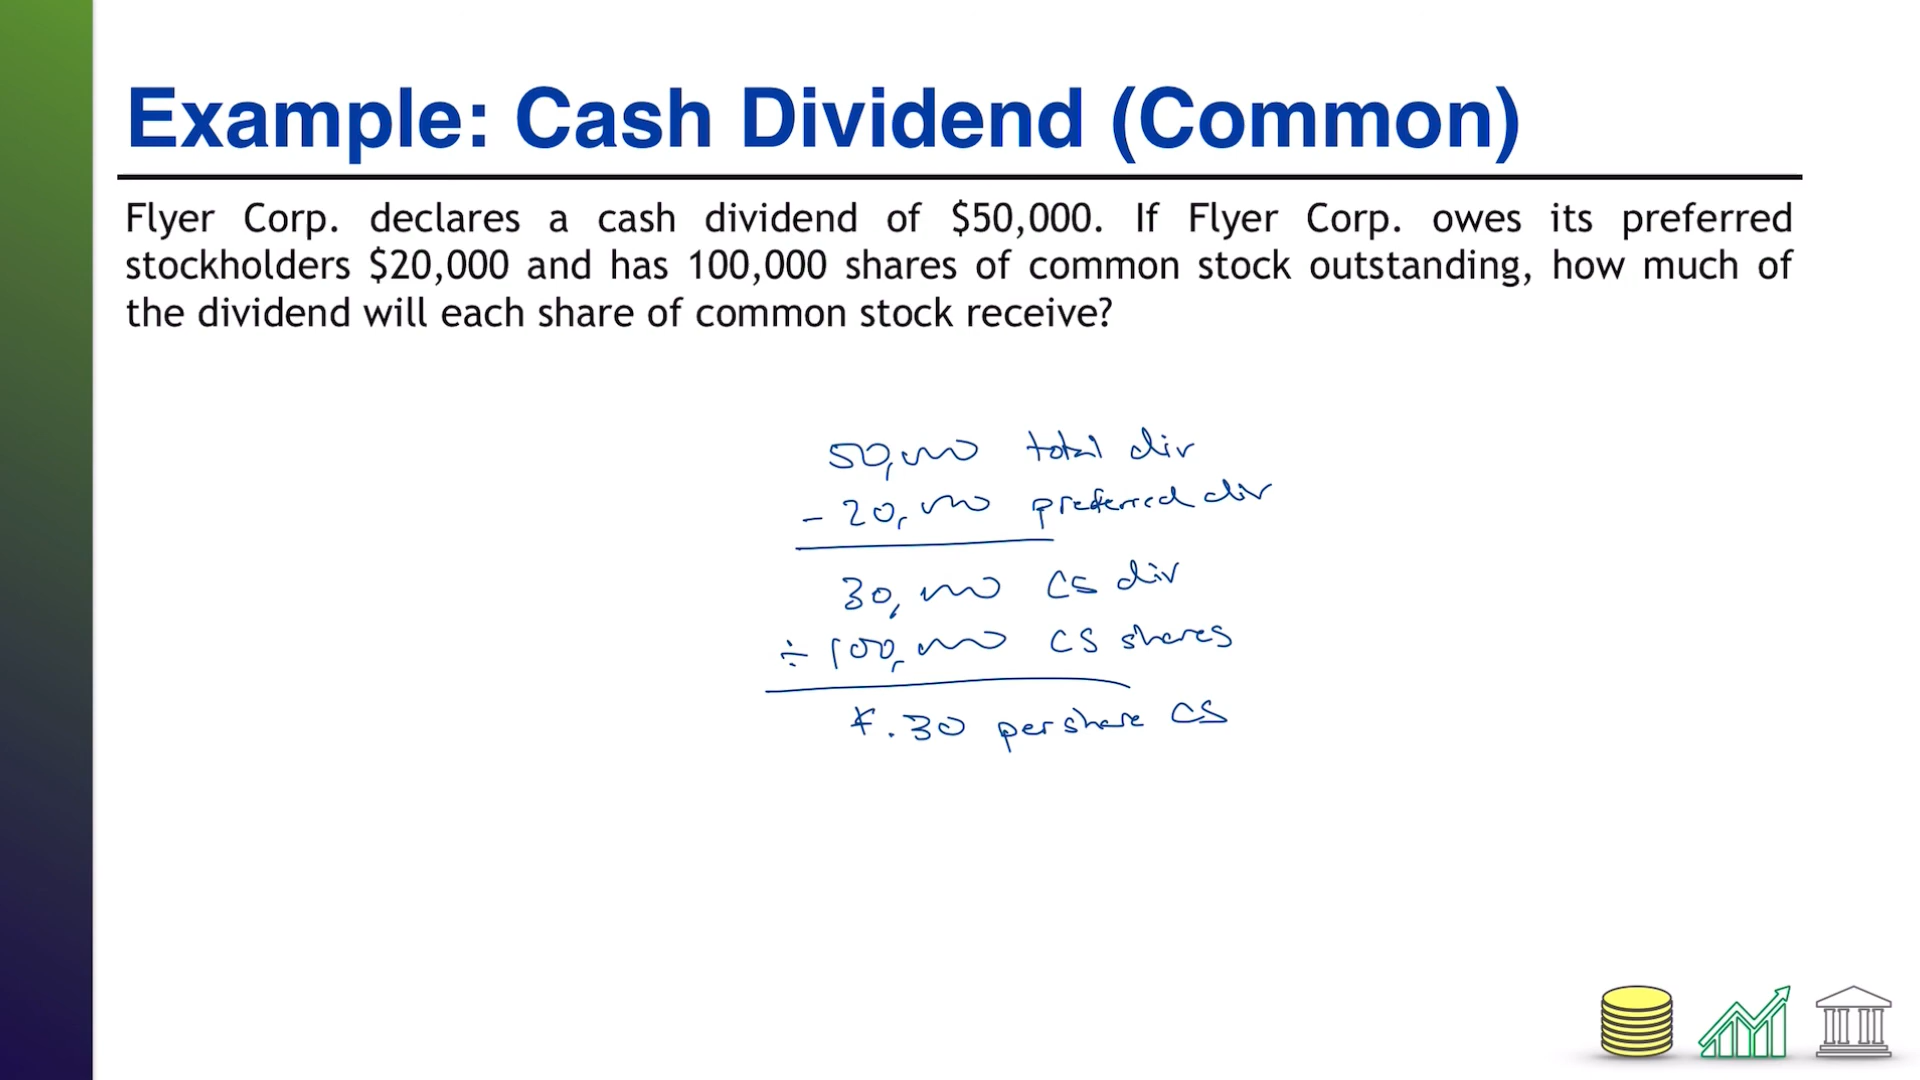 Example: Cash Dividend (Common)
Flyer Corp. declares a cash dividend of $50,000. If Flyer Corp. owes its preferred
stockholders $20,000 and has 100,000 shares of common stock outstanding, how much of
the dividend will each share of common stock receive?
50,000 total div
- 20,000 preferred div
30,000 CS div
÷ 100,000 CS shares
$.30 per share CS